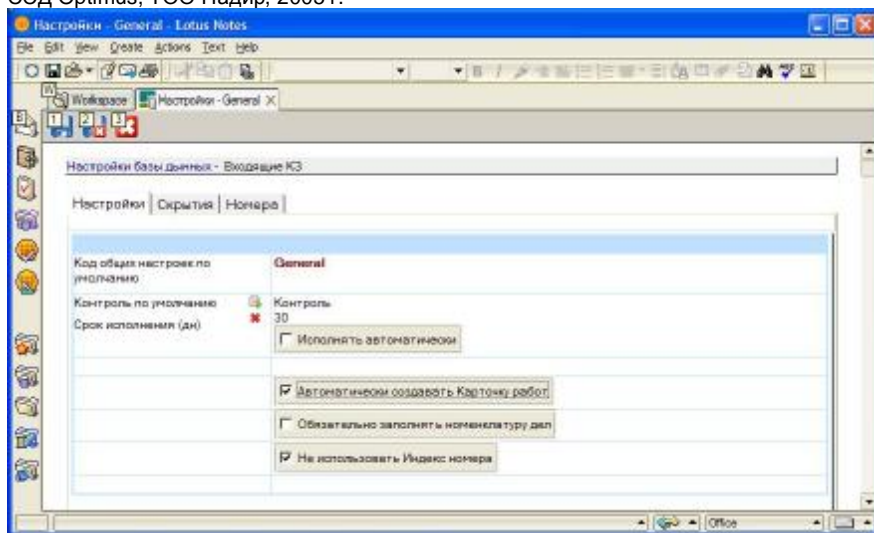 СЭД Optimus, ТОО Надир, 2005г.
Настройки - General - Lotus Notes
File Edit View Create Actions Text Help
Workspace Настройки - General
Настройки базы данных - Входящие КЗ
Настройки Скрытия Номера
Код общих настроек по умолчанию General
Контроль по умолчанию Контроль
Срок исполнения (дн) 30
Исполнять автоматически
Автоматически создавать Карточку работ
Обязательно заполнять номенклатуру дел
Не использовать Индекс номера
Office